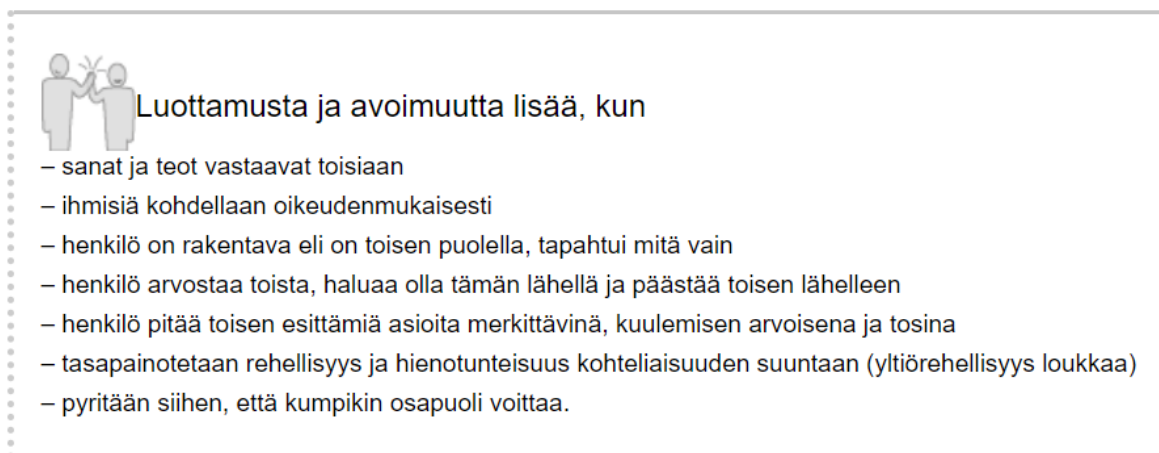 Luottamusta ja avoimuutta lisää, kun
– sanat ja teot vastaavat toisiaan
– ihmisiä kohdellaan oikeudenmukaisesti
– henkilö on rakentava eli on toisen puolella, tapahtui mitä vain
– henkilö arvostaa toista, haluaa olla tämän lähellä ja päästää toisen lähelleen
– henkilö pitää toisen esittämiä asioita merkittävinä, kuulemisen arvoisena ja tosina
– tasapainotetaan rehellisyys ja hienotunteisuus kohteliaisuuden suuntaan (yltiörehellisyys loukkaa)
– pyritään siihen, että kumpikin osapuoli voittaa.